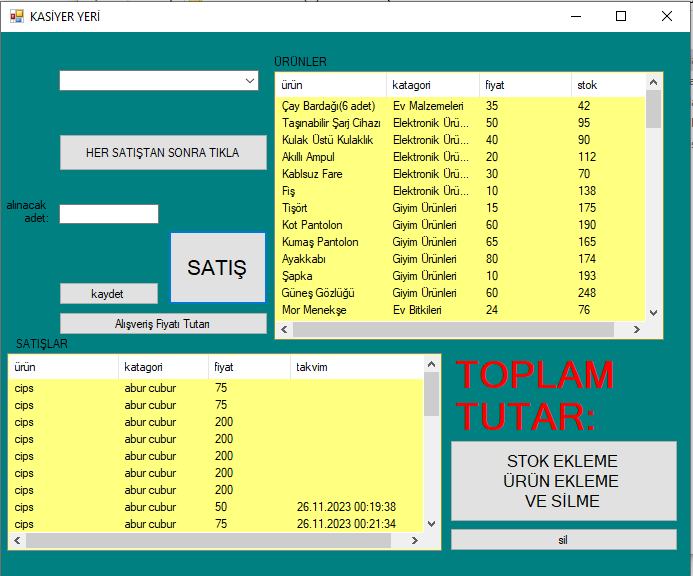 KASİYER YERİ
ÜRÜNLER
ürün katagori fiyat stok
Çay Bardağı(6 adet) Ev Malzemeleri 35 42
Taşınabilir Şarj Cihazı Elektronik Ürü... 50 95
Kulak Üstü Kulaklık Elektronik Ürü... 40 90
Akıllı Ampul Elektronik Ürü... 20 112
Kablsuz Fare Elektronik Ürü... 30 70
Fiş Elektronik Ürü... 10 138
Tişört Giyim Ürünleri 15 175
Kot Pantolon Giyim Ürünleri 60 190
Kumaş Pantolon Giyim Ürünleri 65 165
Ayakkabı Giyim Ürünleri 80 174
Şapka Giyim Ürünleri 10 193
Güneş Gözlüğü Giyim Ürünleri 60 248
Mor Menekşe Ev Bitkileri 24 76
HER SATIŞTAN SONRA TIKLA
alınacak
adet:
SATIŞ
kaydet
Alışveriş Fiyatı Tutarı
SATIŞLAR
ürün katagori fiyat takvim
cips abur cubur 75
cips abur cubur 75
cips abur cubur 200
cips abur cubur 200
cips abur cubur 200
cips abur cubur 200
cips abur cubur 200
cips abur cubur 50 26.11.2023 00:19:38
cips abur cubur 75 26.11.2023 00:21:34
TOPLAM
TUTAR:
STOK EKLEME
ÜRÜN EKLEME
VE SİLME
sil